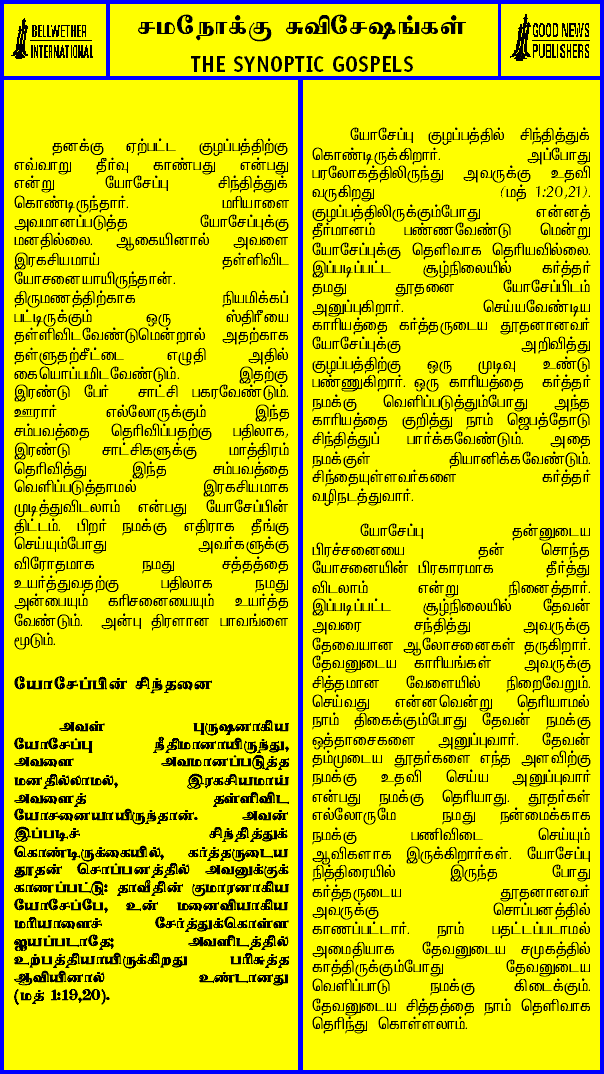 BELLWETHER
INTERNATIONAL
சமநோக்கு சுவிசேஷங்கள்
THE SYNOPTIC GOSPELS
GOOD NEWS
PUBLISHERS
தனக்கு ஏற்பட்ட குழப்பத்திற்கு
எவ்வாறு தீர்வு காண்பது என்பது
என்று யோசேப்பு சிந்தித்துக்
கொண்டிருந்தார். மரியாளை
அவமானப்படுத்த யோசேப்புக்கு
மனதில்லை. ஆகையினால் அவளை
இரகசியமாய் தள்ளிவிட
யோசனையாயிருந்தான்.
திருமணத்திற்காக நியமிக்கப்
பட்டிருக்கும் ஒரு ஸ்திரீயை
தள்ளிவிடவேண்டுமென்றால் அதற்காக
தள்ளுதற்சீட்டை எழுதி அதில்
கையொப்பமிடவேண்டும். இதற்கு
இரண்டு பேர் சாட்சி பகரவேண்டும்.
ஊரார் எல்லோருக்கும் இந்த
சம்பவத்தை தெரிவிப்பதற்கு பதிலாக,
இரண்டு சாட்சிகளுக்கு மாத்திரம்
தெரிவித்து இந்த சம்பவத்தை
வெளிப்படுத்தாமல் இரகசியமாக
முடித்துவிடலாம் என்பது யோசேப்பின்
திட்டம். பிறர் நமக்கு எதிராக தீங்கு
செய்யும்போது அவர்களுக்கு
விரோதமாக நமது சத்தத்தை
உயர்த்துவதற்கு பதிலாக நமது
அன்பையும் கரிசனையையும் உயர்த்த
வேண்டும். அன்பு திரளான பாவங்களை
மூடும்.
யோசேப்பின் சிந்தனை
அவள் புருஷனாகிய
யோசேப்பு நீதிமானாயிருந்து,
அவளை அவமானப்படுத்த
மனதில்லாமல், இரகசியமாய்
அவளைத் தள்ளிவிட
யோசனையாயிருந்தான். அவன்
இப்படிச் சிந்தித்துக்
கொண்டிருக்கையில், கர்த்தருடைய
தூதன் சொப்பனத்தில் அவனுக்குக்
காணப்பட்டு: தாவீதின் குமாரனாகிய
யோசேப்பே, உன் மனைவியாகிய
மரியாளைச் சேர்த்துக்கொள்ள
ஐயப்படாதே; அவளிடத்தில்
உற்பத்தியாயிருக்கிறது பரிசுத்த
ஆவியினால் உண்டானது
(மத் 1:19,20).
யோசேப்பு குழப்பத்தில் சிந்தித்துக்
கொண்டிருக்கிறார். அப்போது
பரலோகத்திலிருந்து அவருக்கு உதவி
வருகிறது (மத் 1:20,21).
குழப்பத்திலிருக்கும்போது என்னத்
தீர்மானம் பண்ணவேண்டு மென்று
யோசேப்புக்கு தெளிவாக தெரியவில்லை.
இப்படிப்பட்ட சூழ்நிலையில் கர்த்தர்
தமது தூதனை யோசேப்பிடம்
அனுப்புகிறார். செய்யவேண்டிய
காரியத்தை கர்த்தருடைய தூதனானவர்
யோசேப்புக்கு அறிவித்து
குழப்பத்திற்கு ஒரு முடிவு உண்டு
பண்ணுகிறார். ஒரு காரியத்தை கர்த்தர்
நமக்கு வெளிப்படுத்தும்போது அந்த
காரியத்தை குறித்து நாம் ஜெபத்தோடு
சிந்தித்துப் பார்க்கவேண்டும். அதை
நமக்குள் தியானிக்கவேண்டும்.
சிந்தையுள்ளவர்களை கர்த்தர்
வழிநடத்துவார்.
யோசேப்பு தன்னுடைய
பிரச்சனையை தன் சொந்த
யோசனையின் பிரகாரமாக தீர்த்து
விடலாம் என்று நினைத்தார்.
இப்படிப்பட்ட சூழ்நிலையில் தேவன்
அவரை சந்தித்து அவருக்கு
தேவையான ஆலோசனைகள் தருகிறார்.
தேவனுடைய காரியங்கள் அவருக்கு
சித்தமான வேளையில் நிறைவேறும்.
செய்வது என்னவென்று தெரியாமல்
நாம் திகைக்கும்போது தேவன் நமக்கு
ஒத்தாசைகளை அனுப்புவார். தேவன்
தம்முடைய தூதர்களை எந்த அளவிற்கு
நமக்கு உதவி செய்ய அனுப்புவார்
என்பது நமக்கு தெரியாது. தூதர்கள்
எல்லோருமே நமது நன்மைக்காக
நமக்கு பணிவிடை செய்யும்
ஆவிகளாக இருக்கிறார்கள். யோசேப்பு
நித்திரையில் இருந்த போது
கர்த்தருடைய தூதனானவர்
அவருக்கு சொப்பனத்தில்
காணப்பட்டார். நாம் பதட்டப்படாமல்
அமைதியாக தேவனுடைய சமுகத்தில்
காத்திருக்கும்போது தேவனுடைய
வெளிப்பாடு நமக்கு கிடைக்கும்.
தேவனுடைய சித்தத்தை நாம் தெளிவாக
தெரிந்து கொள்ளலாம்.